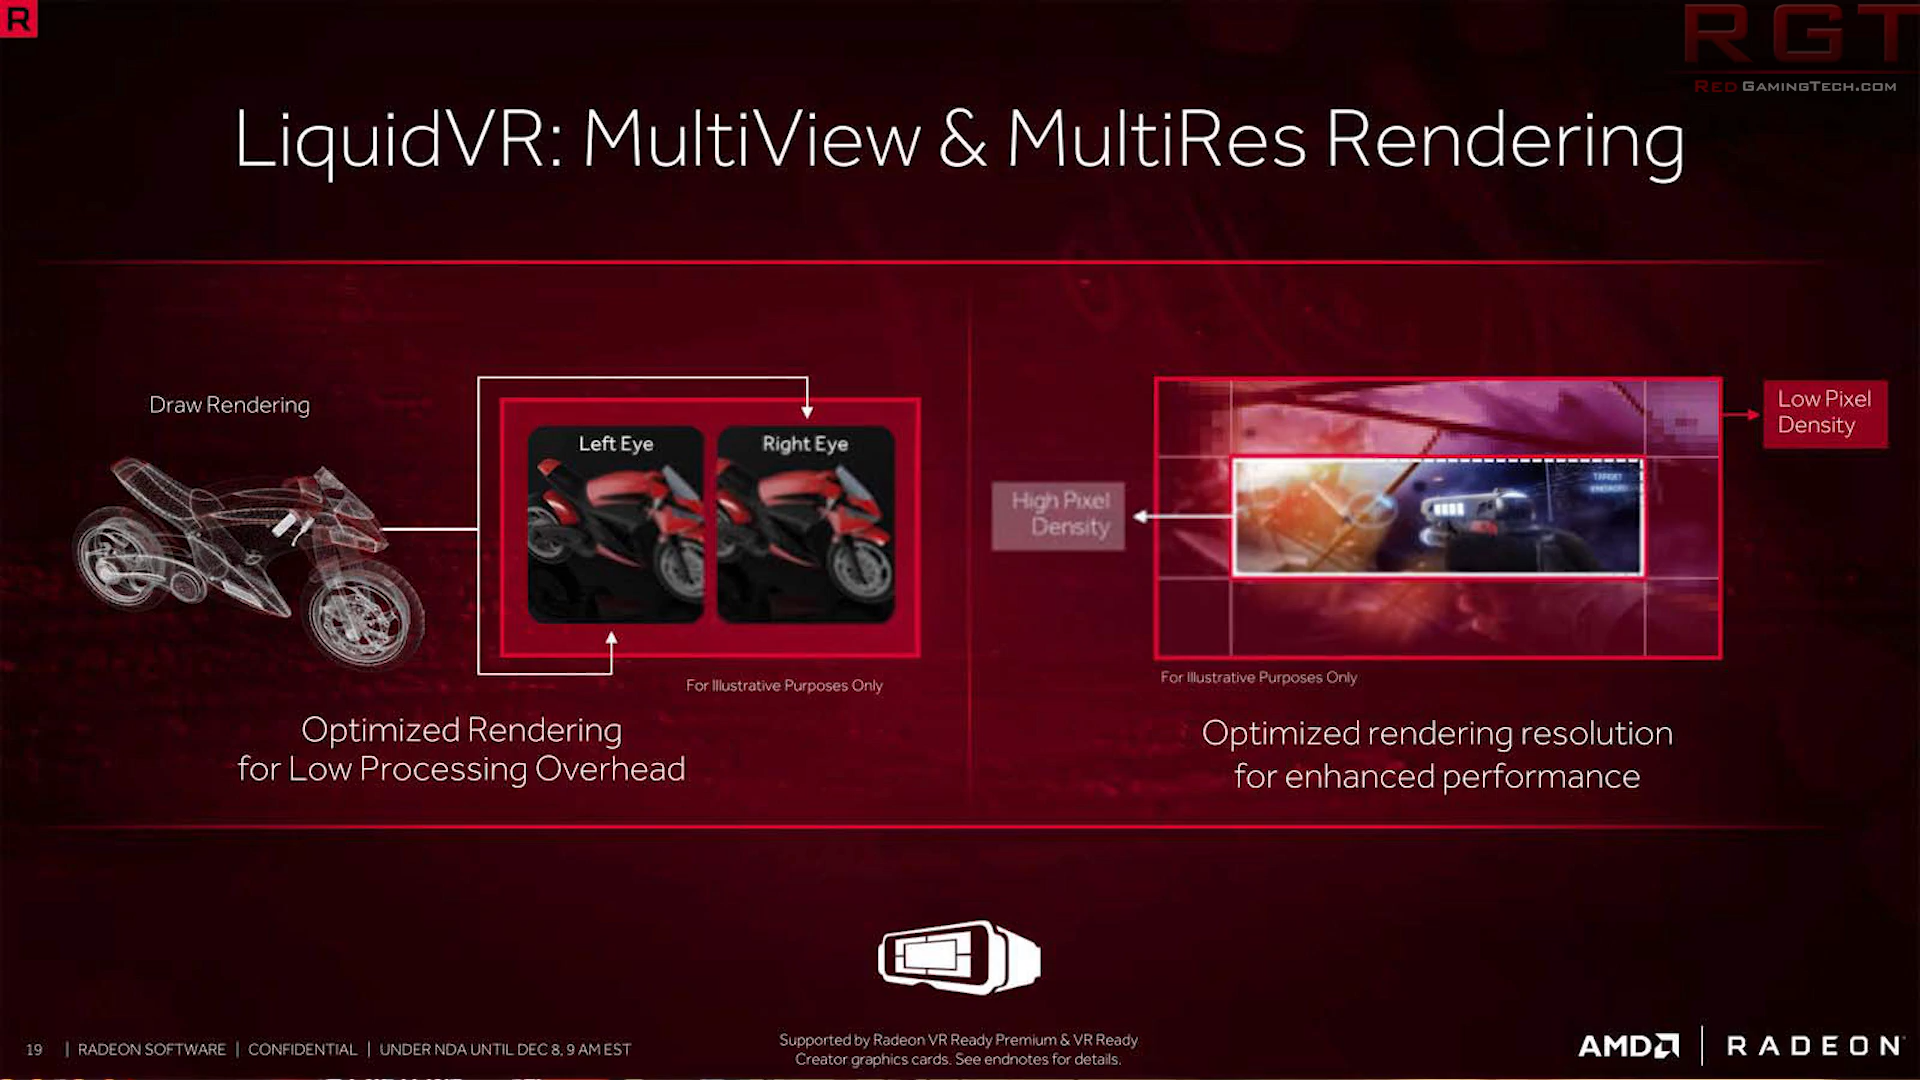 R
RGT
RED GAMINGTECH.COM
LiquidVR: MultiView & MultiRes Rendering
Draw Rendering
Left Eye
Right Eye
For Illustrative Purposes Only
Optimized Rendering
for Low Processing Overhead
Low Pixel
Density
High Pixel
Density
TARGET
For Illustrative Purposes Only
Optimized rendering resolution
for enhanced performance
19 | RADEON SOFTWARE | CONFIDENTIAL | UNDER NDA UNTIL DEC 8, 9 AM EST
Supported by Radeon VR Ready Premium & VR Ready
Creator graphics cards. See endnotes for details.
AMD
RADEON